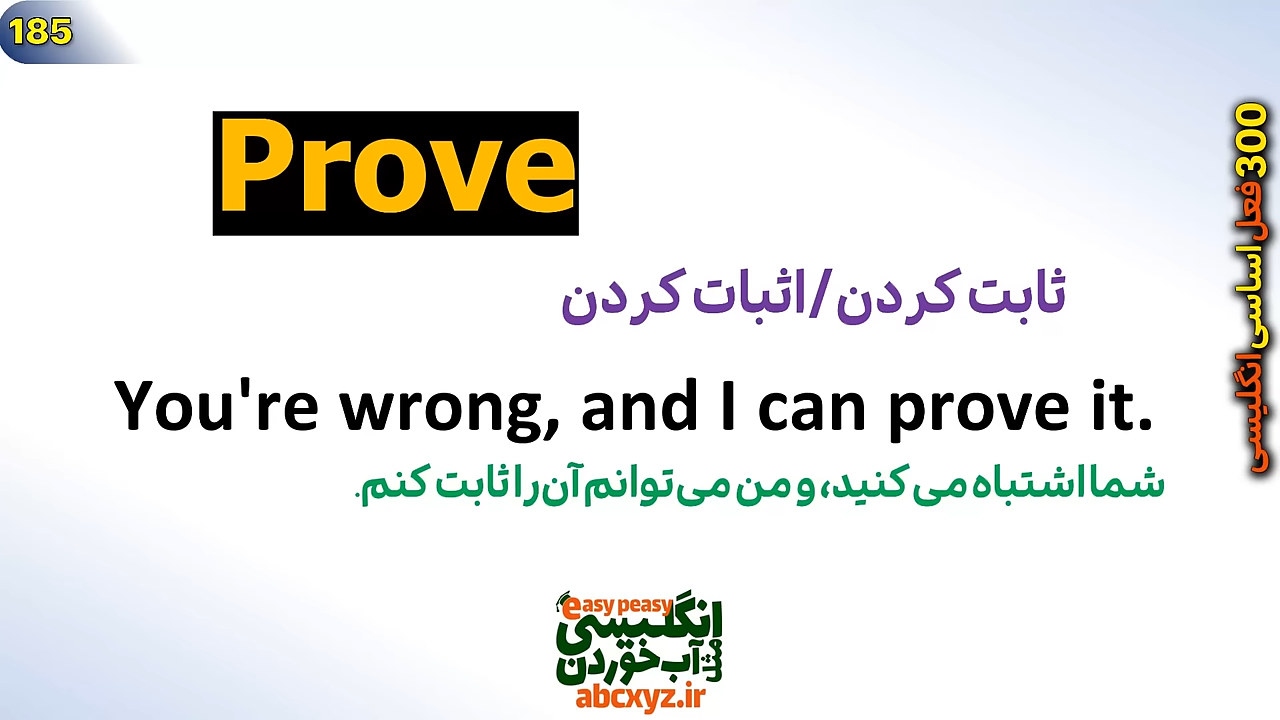 185
Prove
ثابت کردن/اثبات کردن
You're wrong, and I can prove it.
شما اشتباه می کنید، و من می‌توانم آن را ثابت کنم.
300 فعل اساسی انگلیسی
easy peasy
انگلیسی
مثل آب خوردن
abcxyz.ir